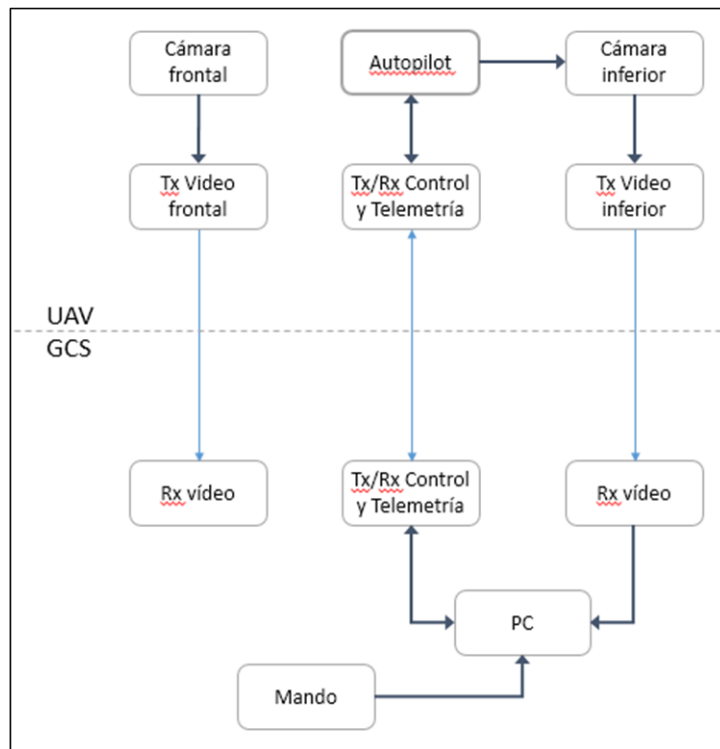 Cámara
frontal
Autopilot
Cámara
inferior
Tx Video
frontal
Tx/Rx Control
y Telemetría
Tx Video
inferior
UAV
GCS
Rx vídeo
Tx/Rx Control
y Telemetría
Rx vídeo
PC
Mando